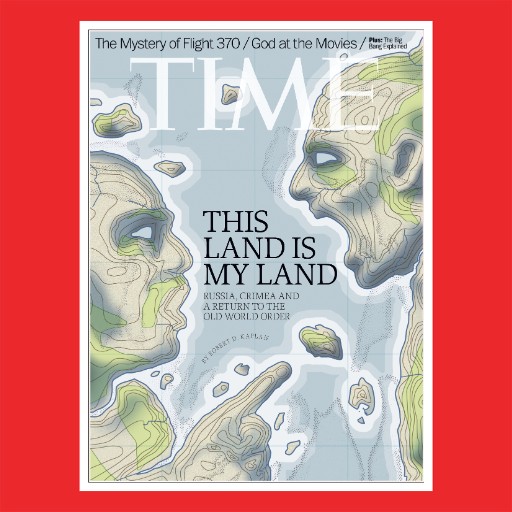 The Mystery of Flight 370 / God at the Movies / Plus: The Big
Bang Explained
TIME
THIS
LAND IS
MY LAND
RUSSIA, CRIMEA AND
A RETURN TO THE
OLD WORLD ORDER
BY ROBERT D. KAPLAN